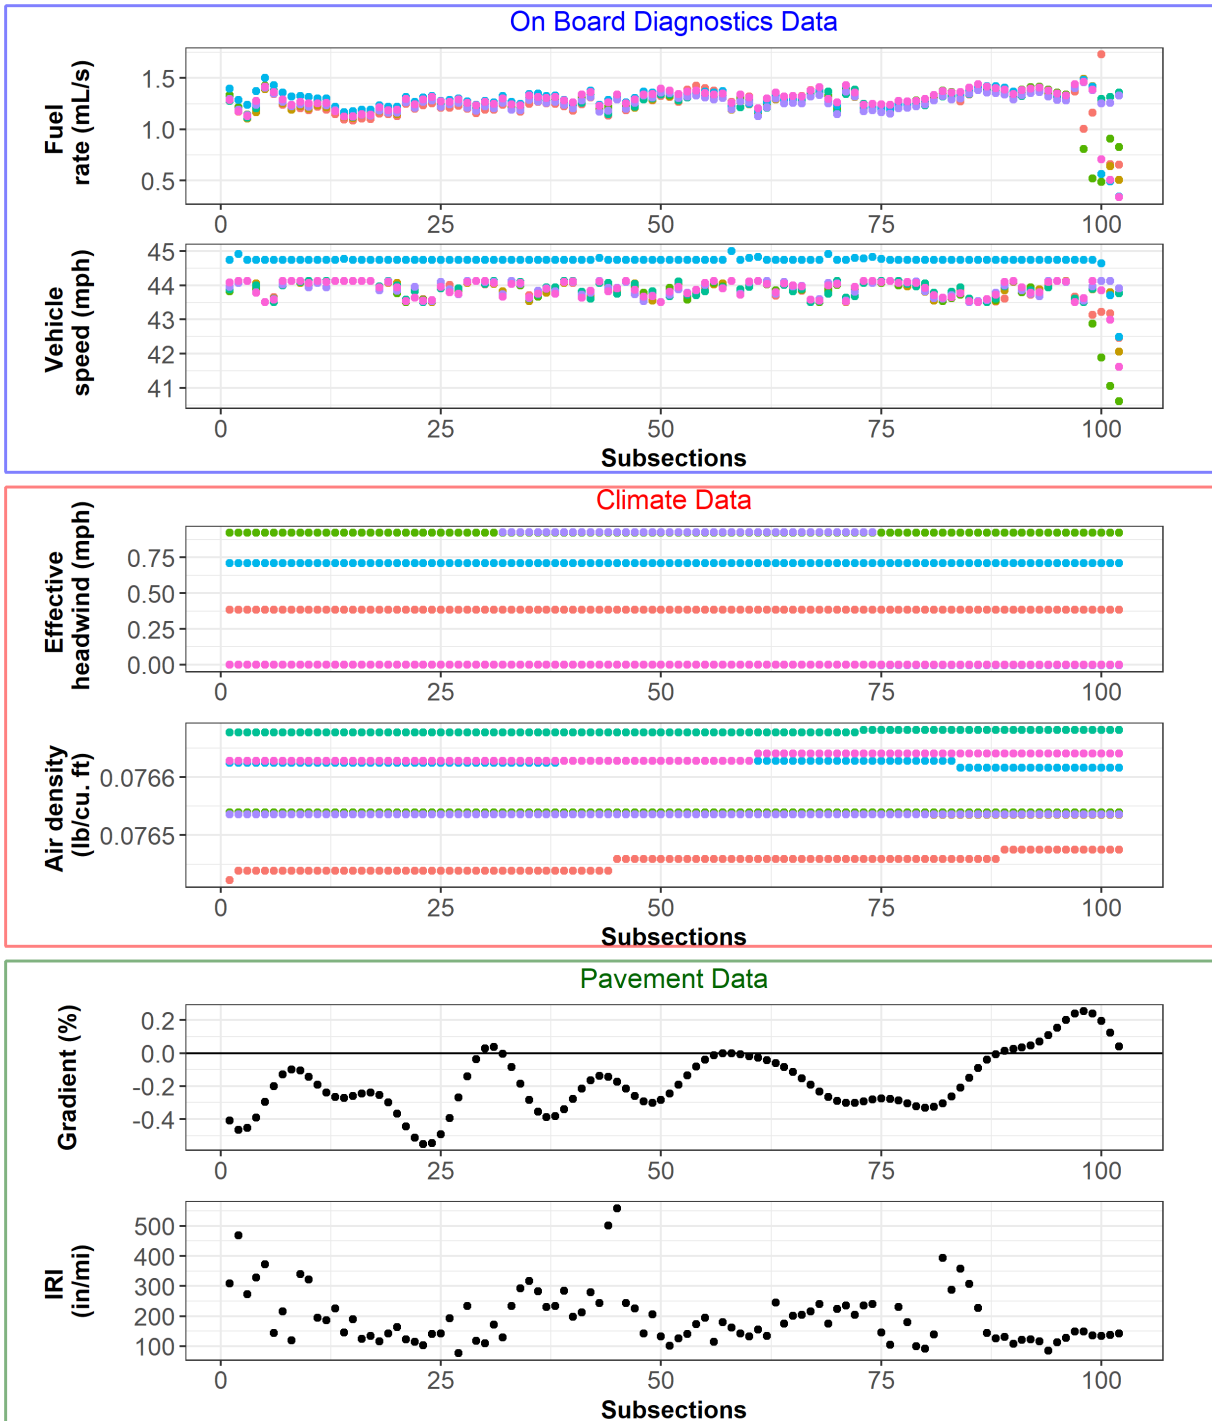 On Board Diagnostics Data
Fuel
rate (mL/s)
1.5
1.0
0.5
0 25 50 75 100
Vehicle
speed (mph)
45
44
43
42
41
0 25 50 75 100
Subsections
Climate Data
Effective
headwind (mph)
0.75
0.50
0.25
0.00
0 25 50 75 100
Air density
(lb/cu. ft)
0.0766
0.0765
0 25 50 75 100
Subsections
Pavement Data
Gradient (%)
0.2
0.0
-0.2
-0.4
0 25 50 75 100
IRI
(in/mi)
500
400
300
200
100
0 25 50 75 100
Subsections